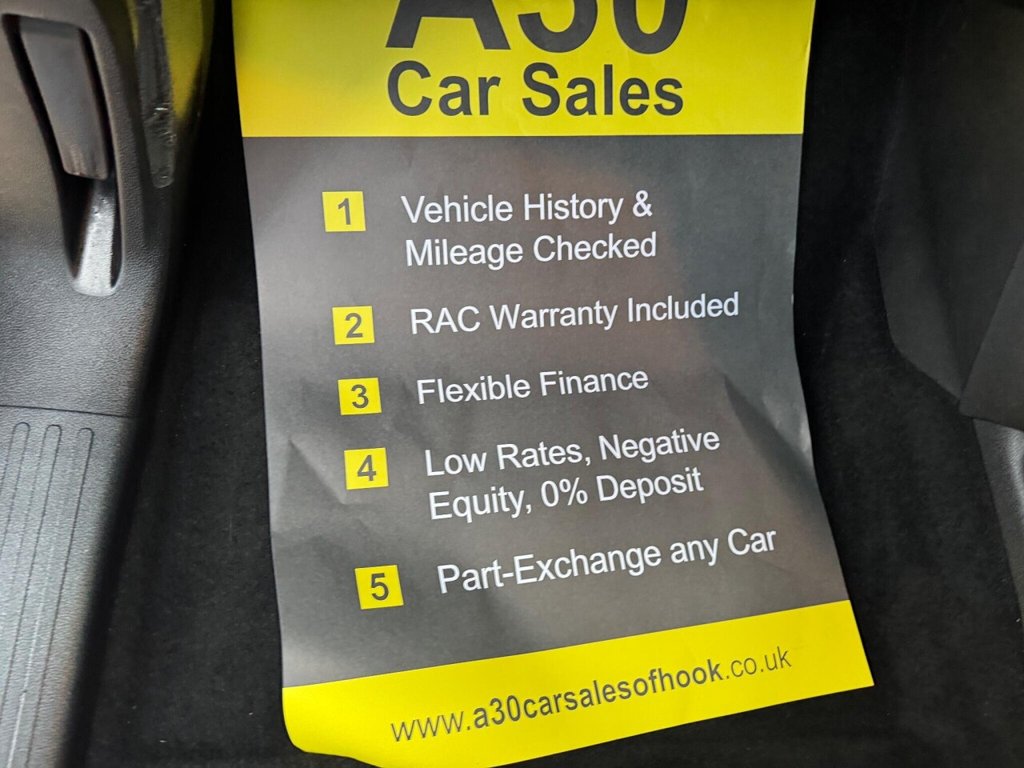 A30
Car Sales
1 Vehicle History &
Mileage Checked
2 RAC Warranty Included
3 Flexible Finance
4 Low Rates, Negative
Equity, 0% Deposit
5 Part-Exchange any Car
www.a30carsalesofhook.co.uk